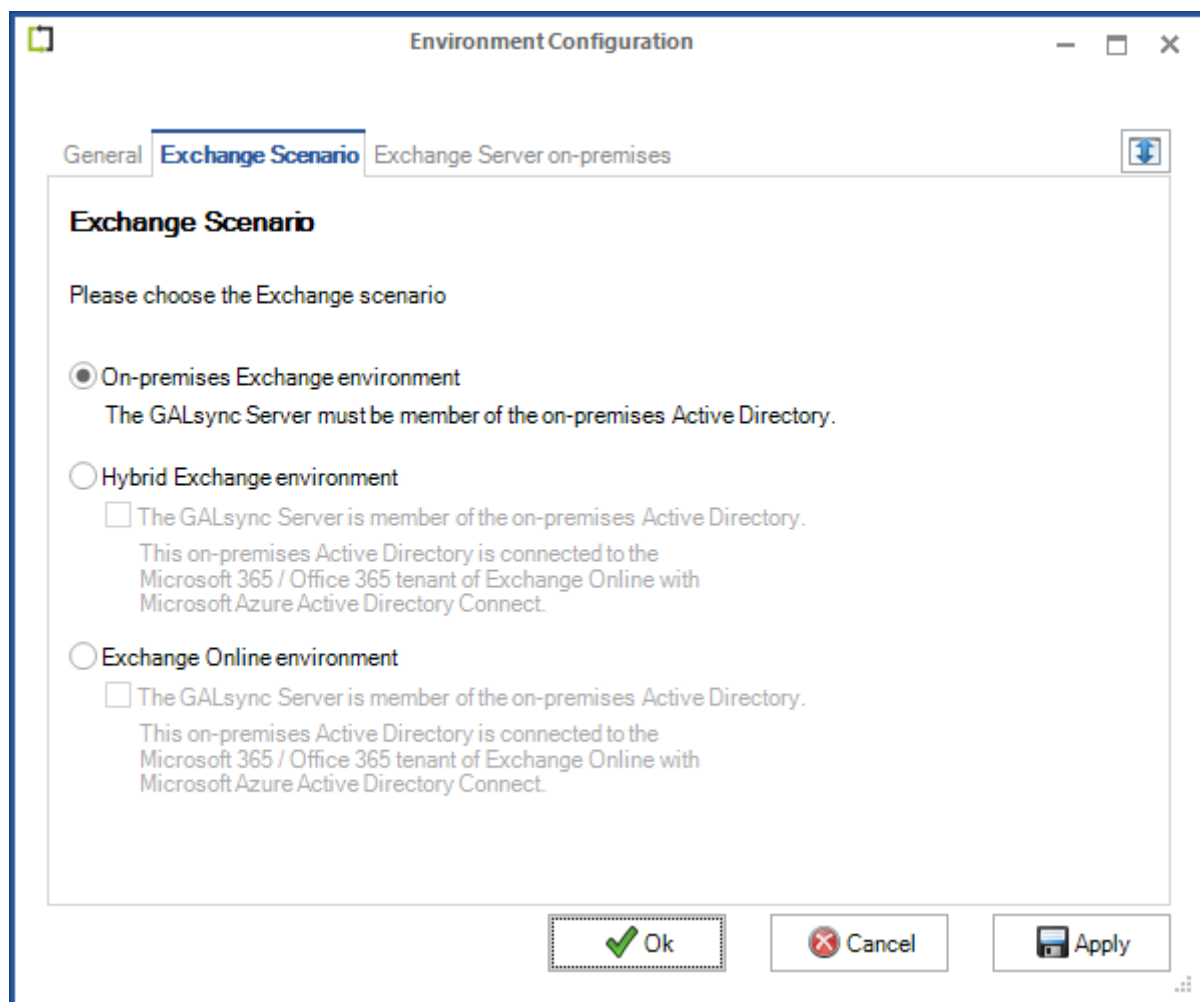 Environment Configuration
General Exchange Scenario Exchange Server on-premises
Exchange Scenario
Please choose the Exchange scenario
On-premises Exchange environment
The GALsync Server must be member of the on-premises Active Directory.
Hybrid Exchange environment
The GALsync Server is member of the on-premises Active Directory.
This on-premises Active Directory is connected to the
Microsoft 365 / Office 365 tenant of Exchange Online with
Microsoft Azure Active Directory Connect.
Exchange Online environment
The GALsync Server is member of the on-premises Active Directory.
This on-premises Active Directory is connected to the
Microsoft 365 / Office 365 tenant of Exchange Online with
Microsoft Azure Active Directory Connect.
Ok Cancel Apply